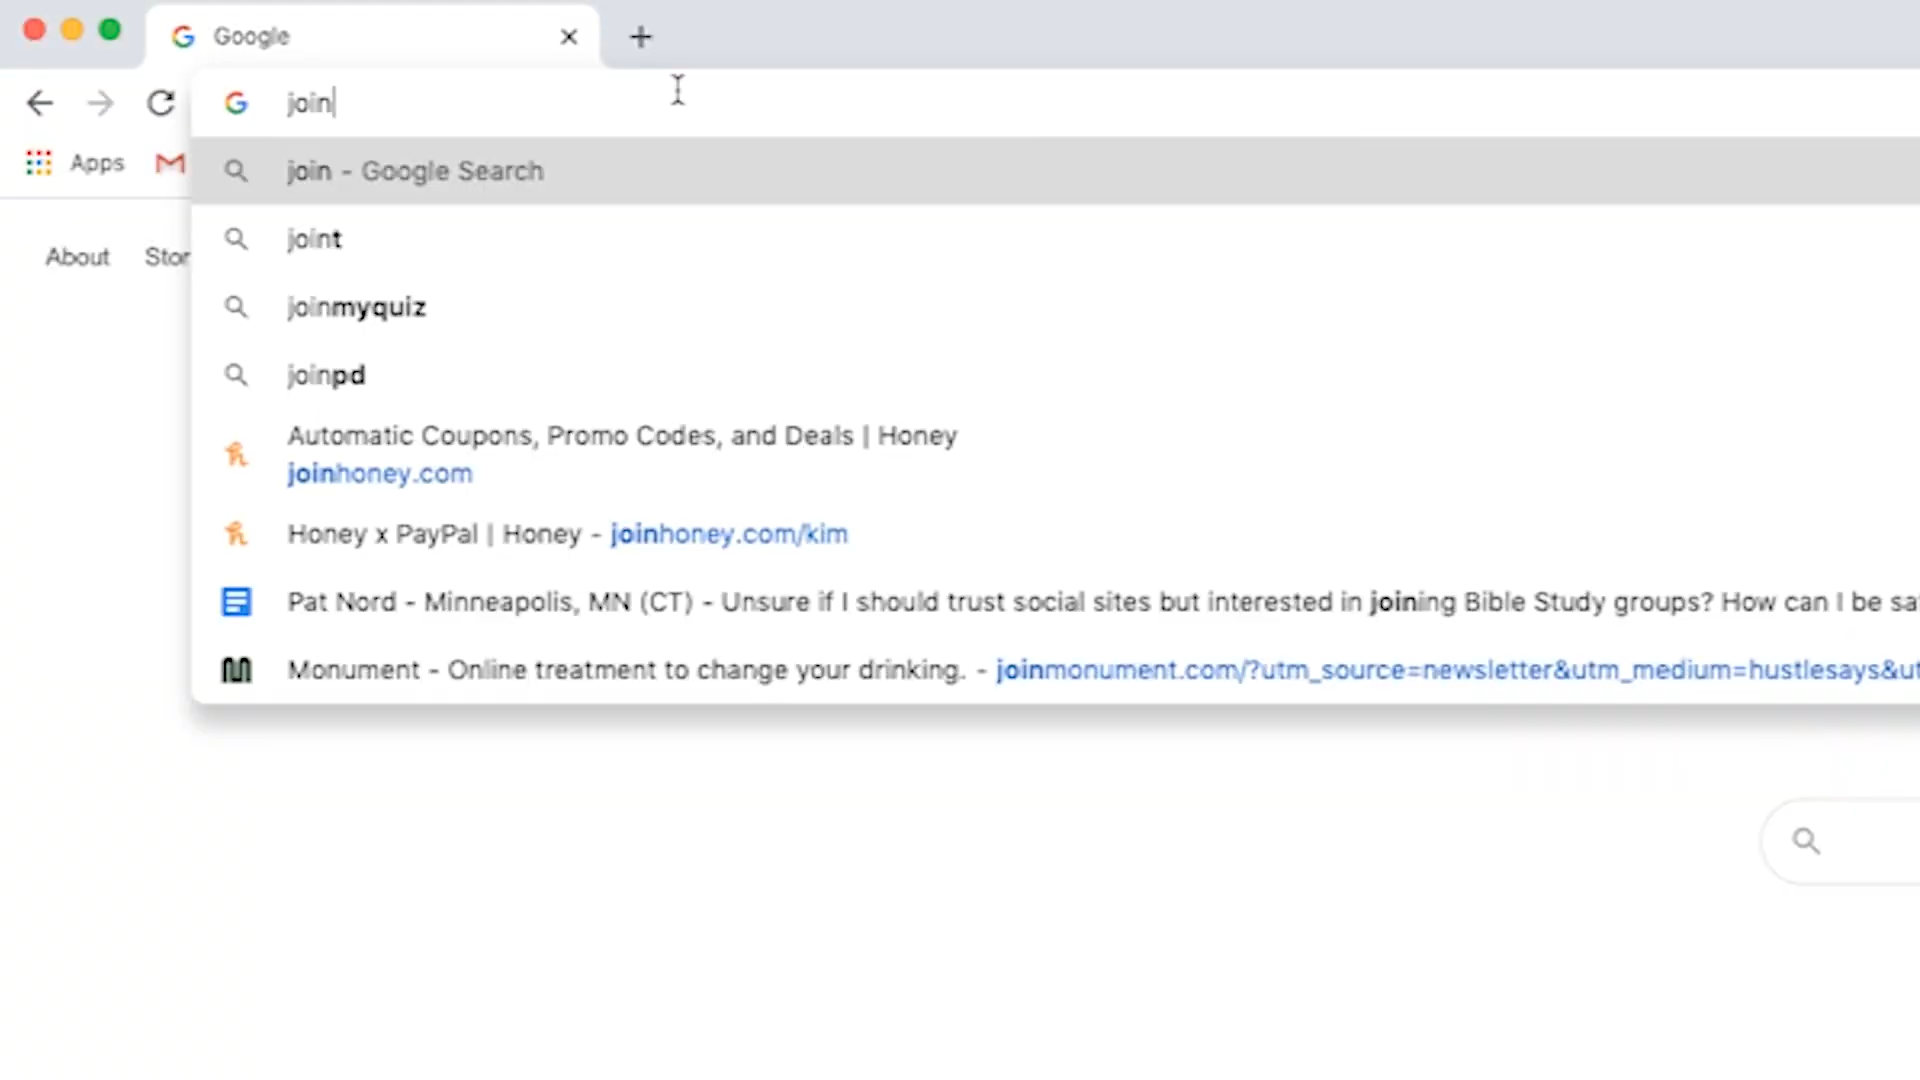 Google
join
Apps
join - Google Search
joint
About
joinmyquiz
joinpd
Automatic Coupons, Promo Codes, and Deals | Honey
joinhoney.com
Honey x PayPal | Honey - joinhoney.com/kim
Pat Nord - Minneapolis, MN (CT) - Unsure if I should trust social sites but interested in joining Bible Study groups? How can I be
Monument - Online treatment to change your drinking. - joinmonument.com/?utm_source=newsletter&utm_medium=hustlesays&